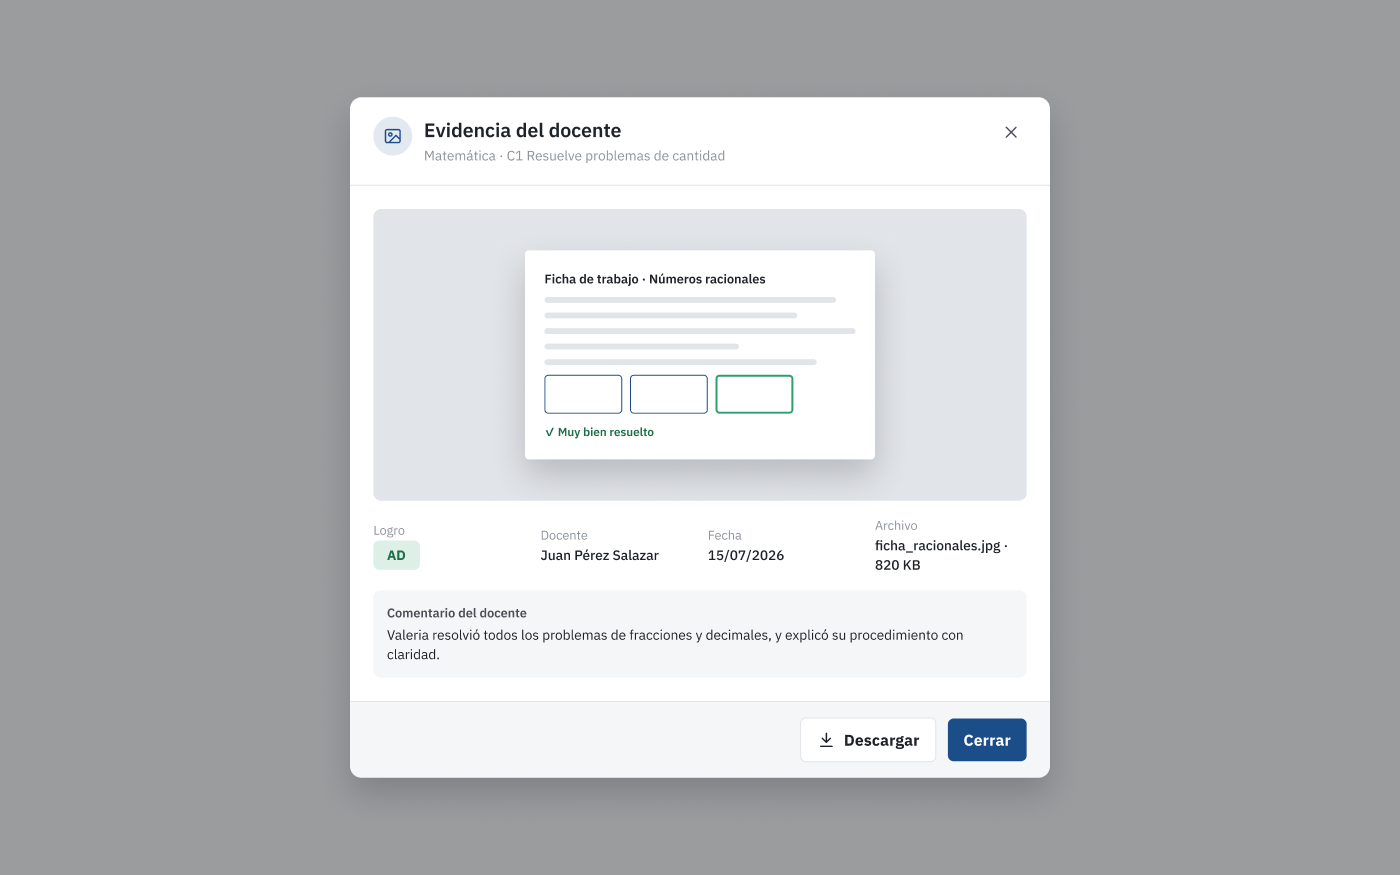 Evidencia del docente
Matemática · C1 Resuelve problemas de cantidad
Ficha de trabajo · Números racionales
✓ Muy bien resuelto
Logro
AD
Docente
Juan Pérez Salazar
Fecha
15/07/2026
Archivo
ficha_racionales.jpg ·
820 KB
Comentario del docente
Valeria resolvió todos los problemas de fracciones y decimales, y explicó su procedimiento con
claridad.
Descargar
Cerrar